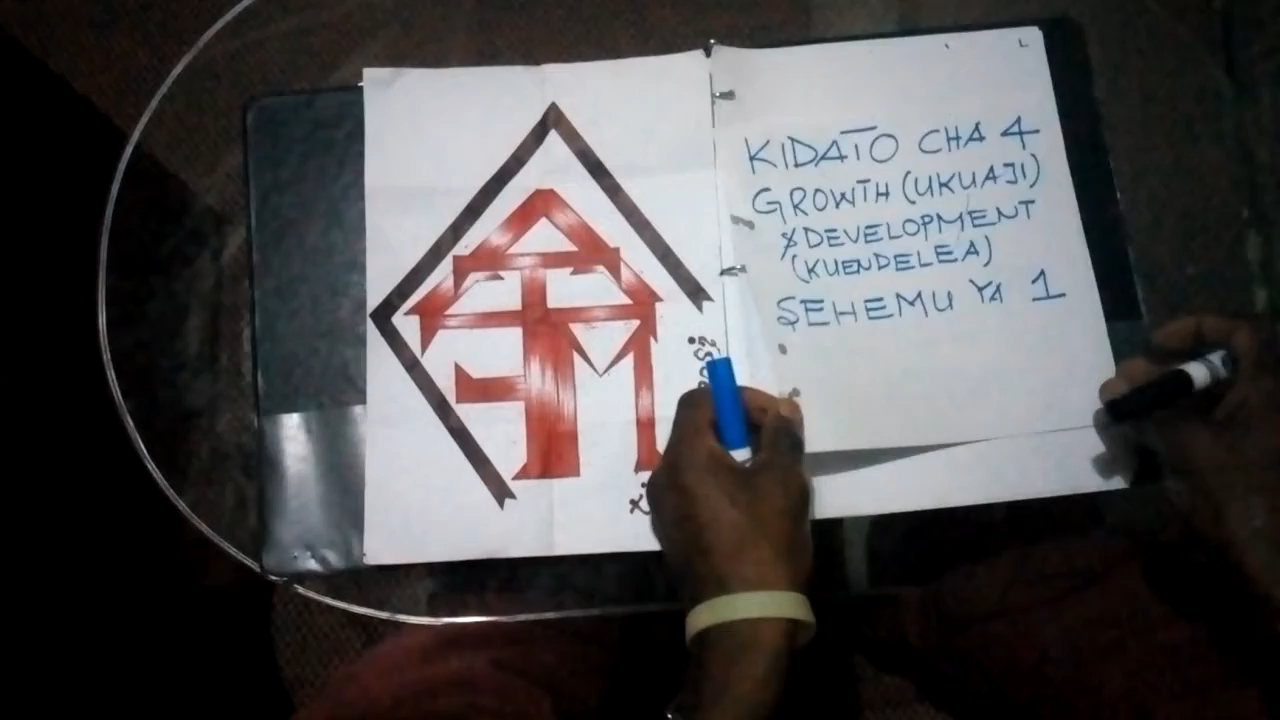 KIDATO CHA 4
GROWTH (UKUAJI)
& DEVELOPMENT
(KUENDELEA)
SEHEMU YA 1